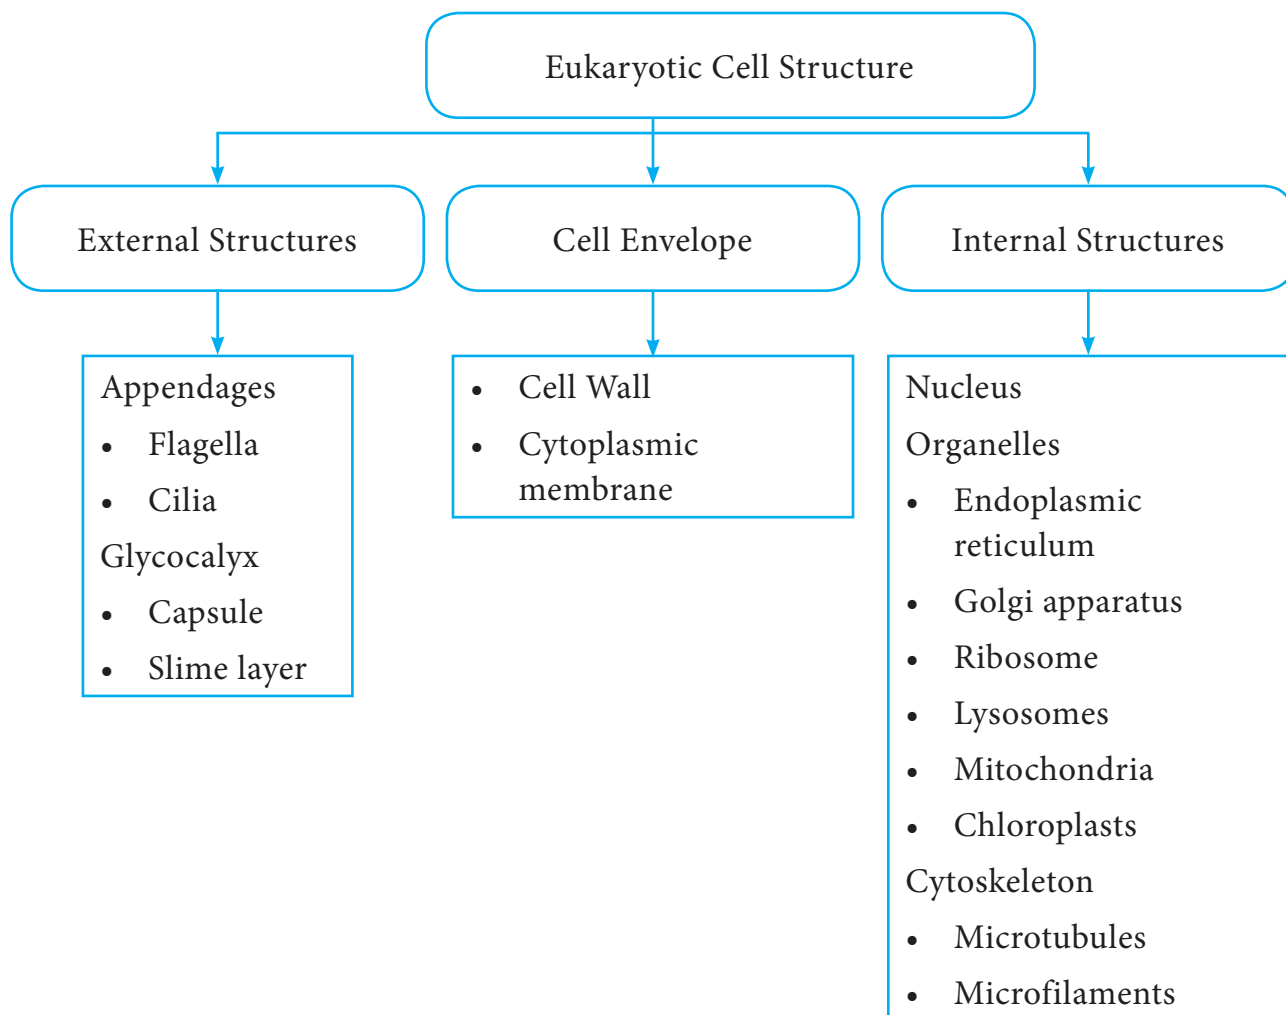 Eukaryotic Cell Structure
External Structures
Cell Envelope
Internal Structures
Appendages
• Flagella
• Cilia
Glycocalyx
• Capsule
• Slime layer
• Cell Wall
• Cytoplasmic
membrane
Nucleus
Organelles
• Endoplasmic
reticulum
• Golgi apparatus
• Ribosome
• Lysosomes
• Mitochondria
• Chloroplasts
Cytoskeleton
• Microtubules
• Microfilaments